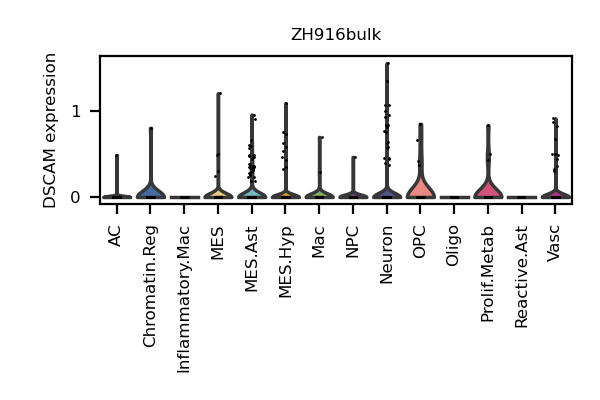 ZH916bulk
DSCAM expression
1
0
AC
Chromatin.Reg
Inflammatory.Mac
MES
MES.Ast
MES.Hyp
Mac
NPC
Neuron
OPC
Oligo
Prolif.Metab
Reactive.Ast
Vasc